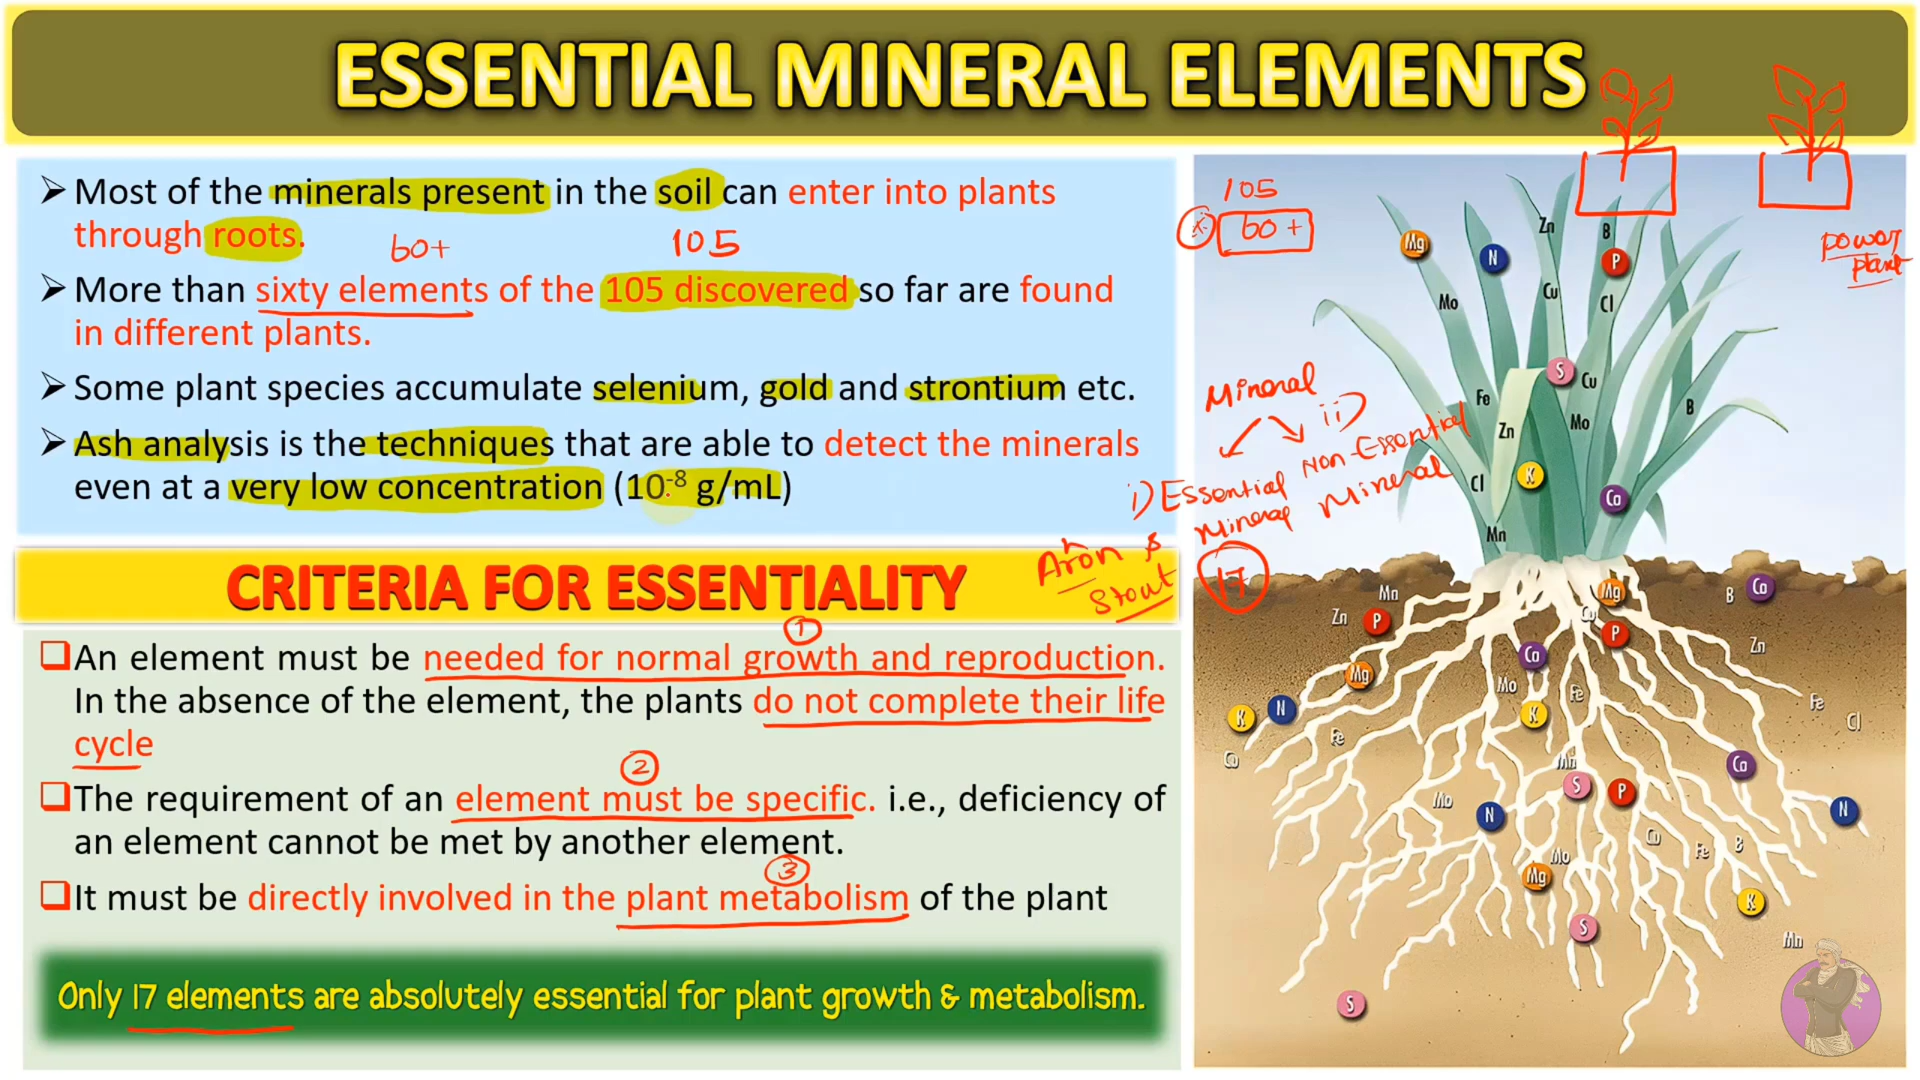 ESSENTIAL MINERAL ELEMENTS
➢ Most of the minerals present in the soil can enter into plants
through roots.
60+
105
➢ More than sixty elements of the 105 discovered so far are found
in different plants.
➢ Some plant species accumulate selenium, gold and strontium etc.
➢ Ash analysis is the techniques that are able to detect the minerals
even at a very low concentration (10⁻⁸ g/mL)
CRITERIA FOR ESSENTIALITY
1
❑An element must be needed for normal growth and reproduction.
In the absence of the element, the plants do not complete their life
cycle
2
❑The requirement of an element must be specific. i.e., deficiency of
an element cannot be met by another element.
3
❑It must be directly involved in the plant metabolism of the plant
Only 17 elements are absolutely essential for plant growth & metabolism.
105
60+
power
plant
Mineral
i) Essential
Mineral
ii)
Non-Essential
Mineral
17
Stout
Mg
N
Zn
B
P
Mo
Cu
Cl
S
Cu
Fe
Mo
B
Zn
K
Cl
Ca
Mn
Mn
Mg
B
Ca
Zn
P
Cu
P
Zn
Ca
Mg
Mo
Fe
Fe
K
N
K
Cl
Fe
Cu
Mn
Ca
S
P
Mo
N
N
Cu
Fe
B
Mo
Mg
K
S
Mn
S